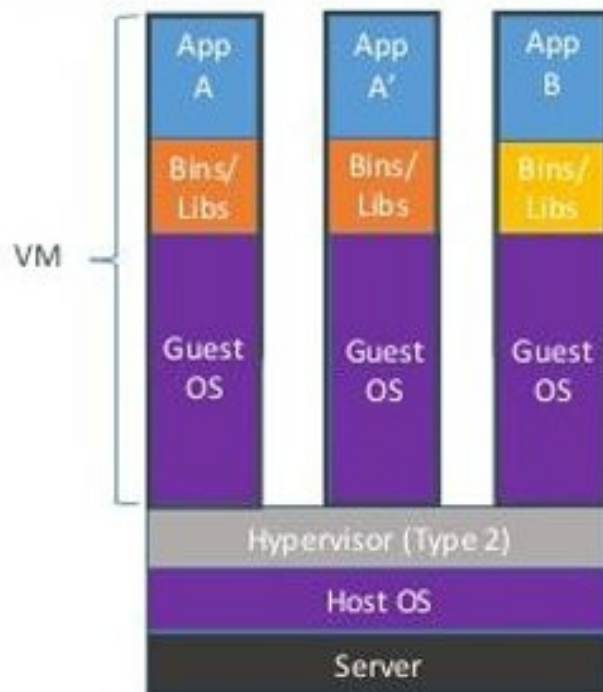 App
A
App
A’
App
B
Bins/
Libs
Bins/
Libs
Bins/
Libs
VM
Guest
OS
Guest
OS
Guest
OS
Hypervisor (Type 2)
Host OS
Server